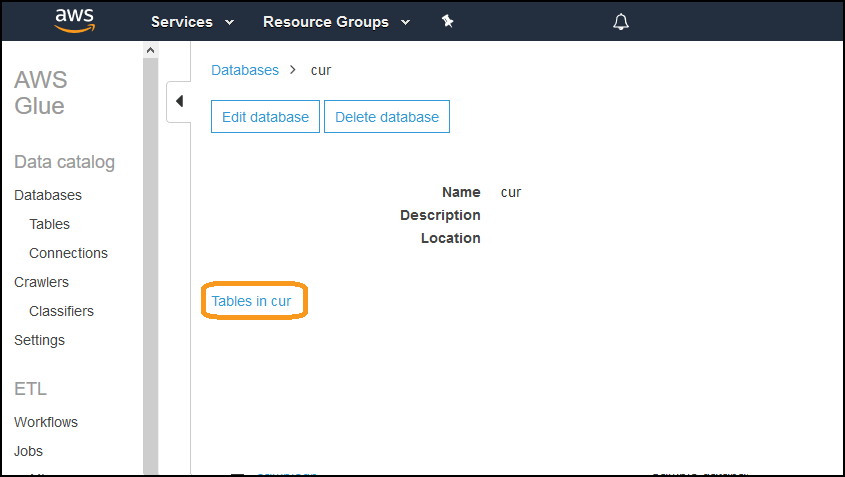 aws Services Resource Groups
AWS
Glue
Data catalog
Databases
Tables
Connections
Crawlers
Classifiers
Settings
ETL
Workflows
Jobs
Databases > cur
Edit database Delete database
Name cur
Description
Location
Tables in cur